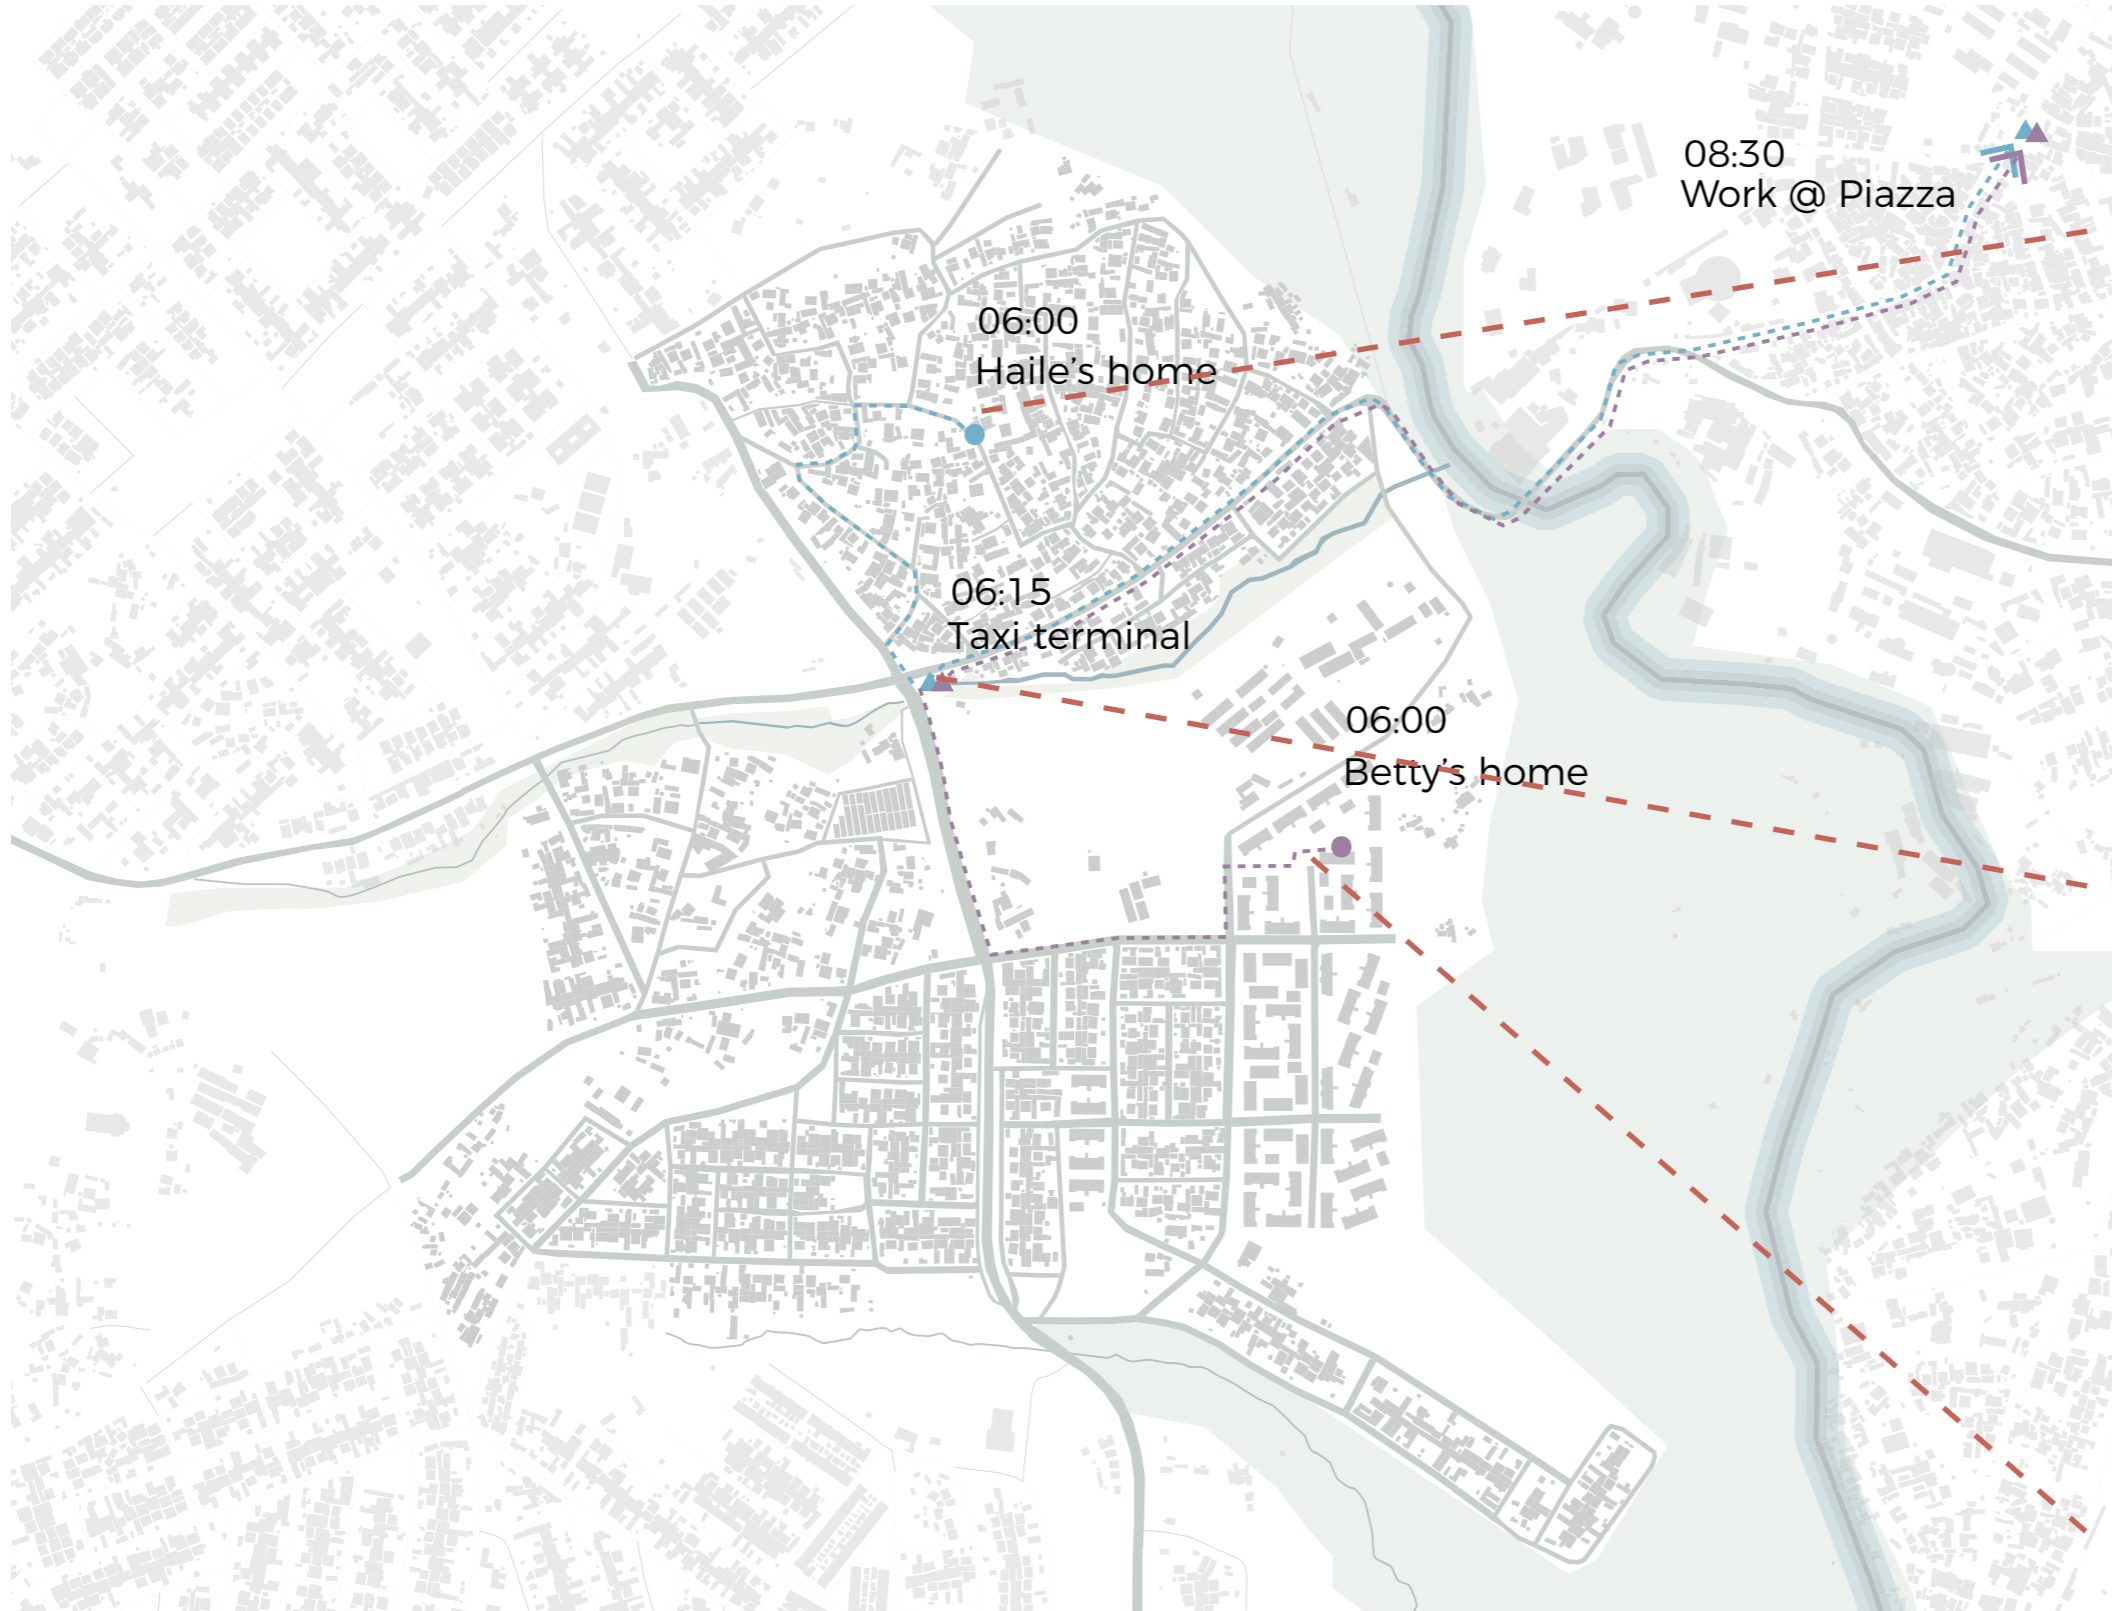 08:30
Work @ Piazza
06:00
Haile's home
06:15
Taxi terminal
06:00
Betty's home